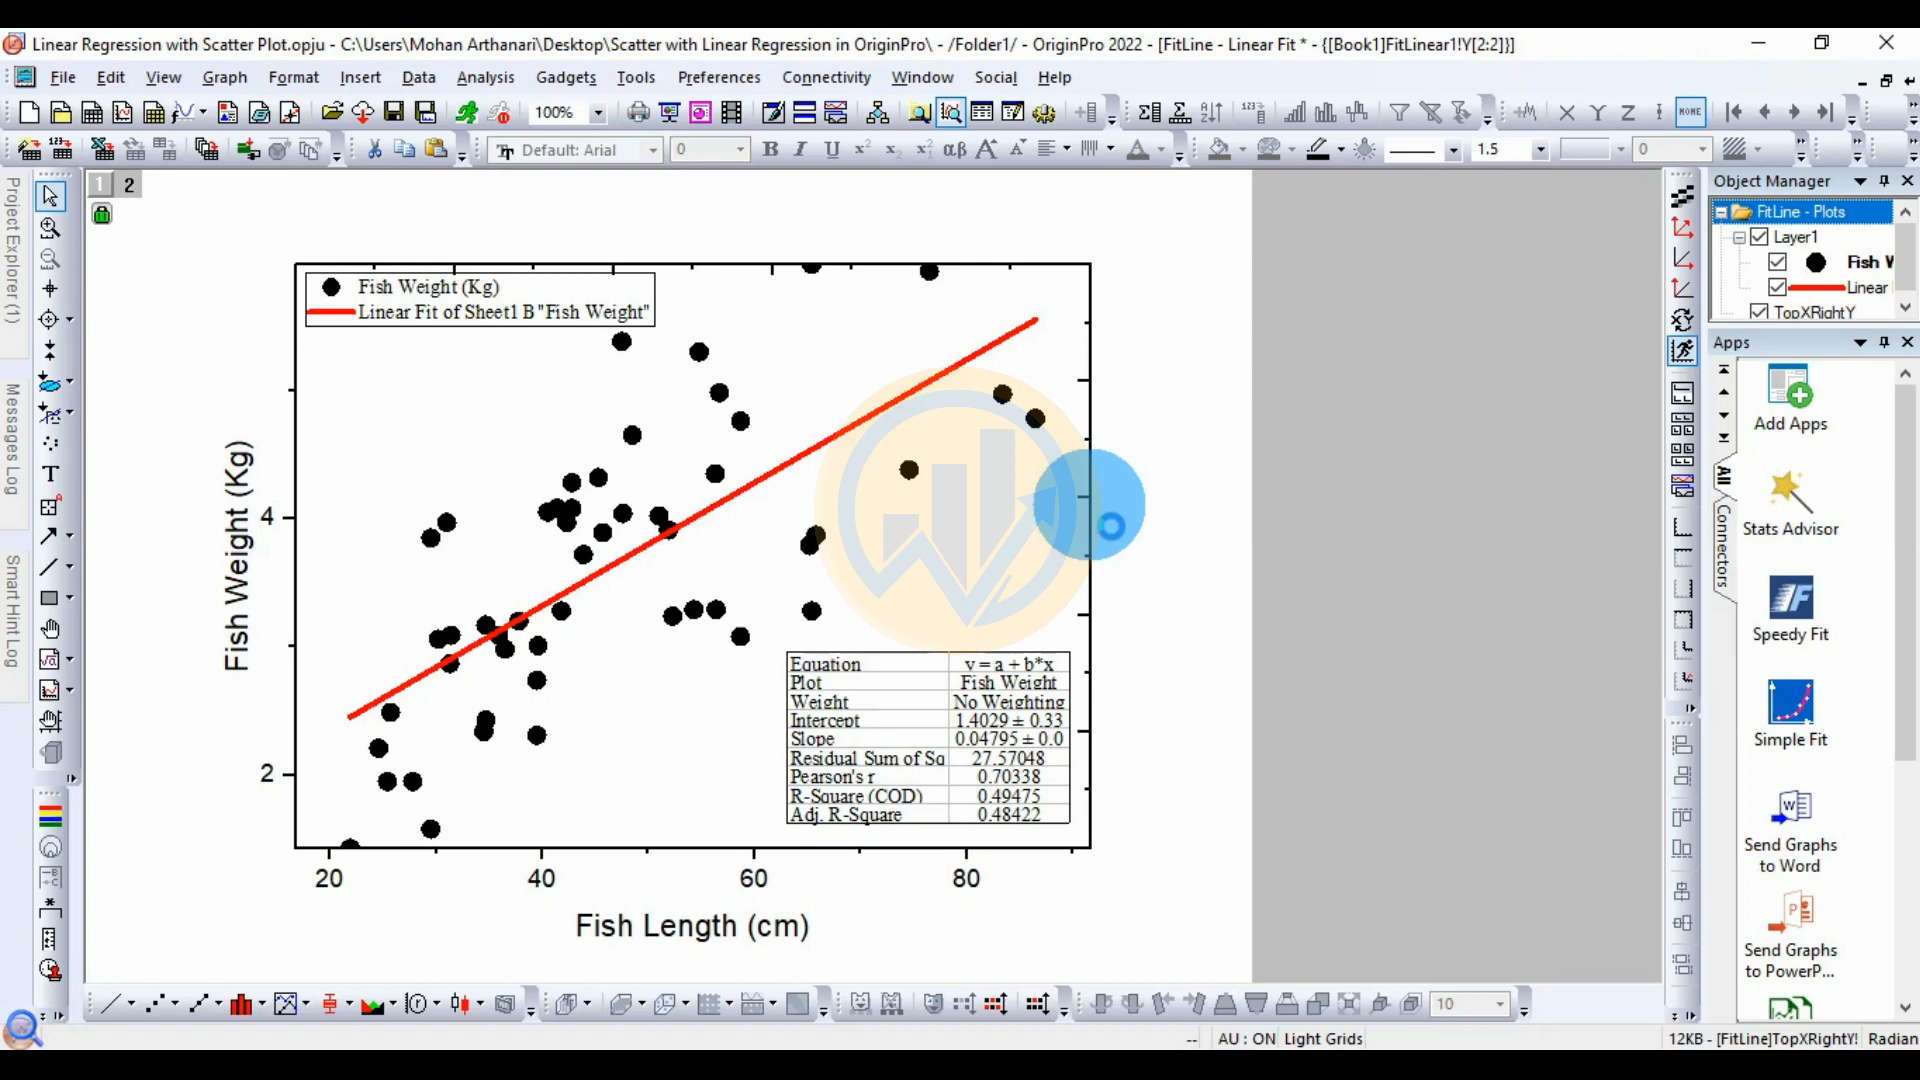 Linear Regression with Scatter Plot.opju - C:\Users\Mohan Arthanari\Desktop\Scatter with Linear Regression in OriginPro\ - /Folder1/ - OriginPro 2022 - [FitLine - Linear Fit * - {[Book1]FitLinear1!Y[2:2]}]
File Edit View Graph Format Insert Data Analysis Gadgets Tools Preferences Connectivity Window Social Help
100%
X Y Z HOME
Default: Arial 0 B I U 1.5 0
Project Explorer (1)
Messages Log
Smart Hint Log
1 2
Fish Weight (Kg)
Linear Fit of Sheet1 B"Fish Weight"
Fish Weight (Kg)
4
2
20 40 60 80
Fish Length (cm)
Equation y = a + b*x
Plot Fish Weight
Weight No Weighting
Intercept 1.4029 ± 0.33
Slope 0.04795 ± 0.0
Residual Sum of Sq 27.57048
Pearson's r 0.70338
R-Square (COD) 0.49475
Adj. R-Square 0.48422
Object Manager
FitLine - Plots
Layer1
Fish W
Linear
TopXRightY
Apps
All
Connectors
Add Apps
Stats Advisor
Speedy Fit
Simple Fit
Send Graphs
to Word
Send Graphs
to PowerP...
10
-- AU : ON Light Grids 12KB - [FitLine]TopXRightY! Radian